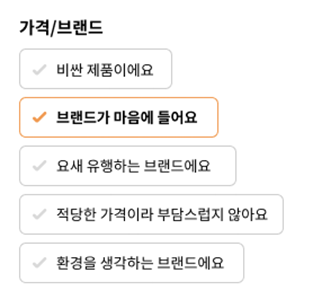 가격/브랜드
비싼 제품이에요
브랜드가 마음에 들어요
요새 유행하는 브랜드에요
적당한 가격이라 부담스럽지 않아요
환경을 생각하는 브랜드에요